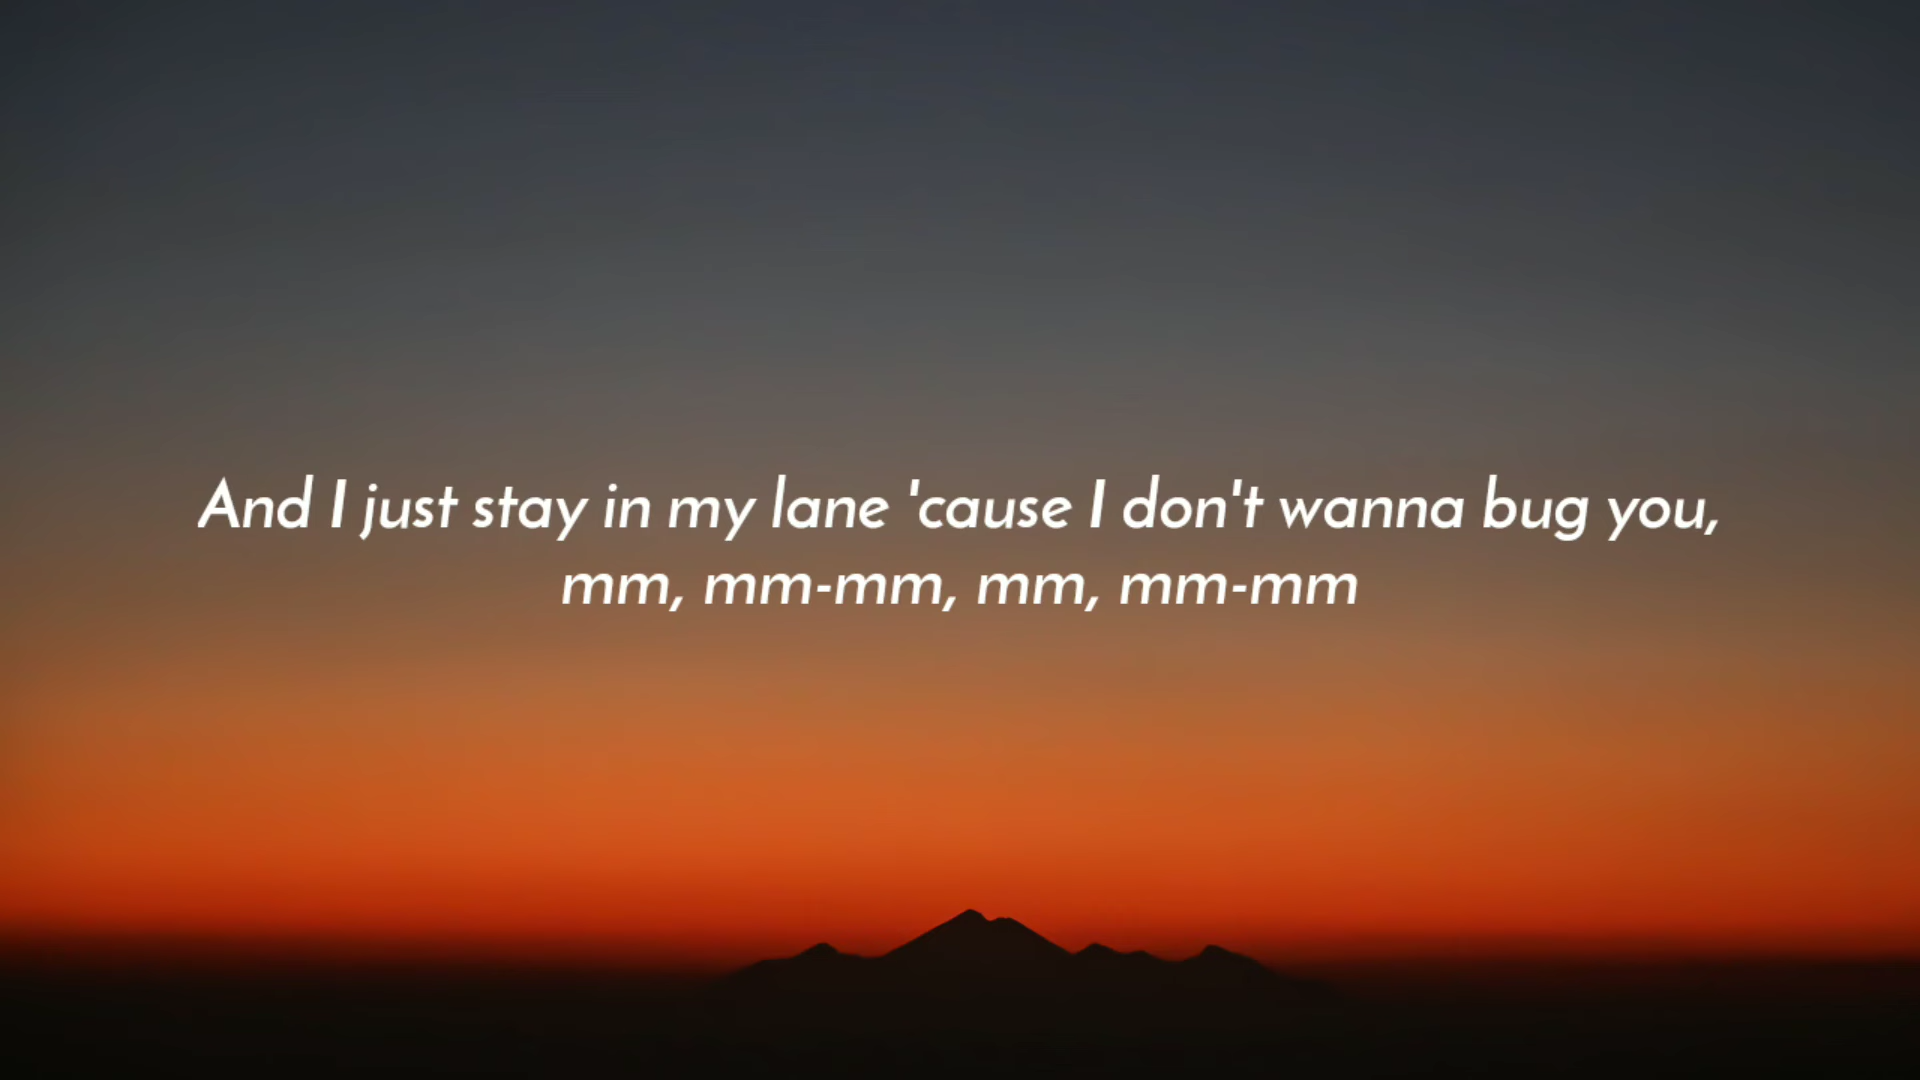 And I just stay in my lane 'cause I don't wanna bug you,
mm, mm-mm, mm, mm-mm